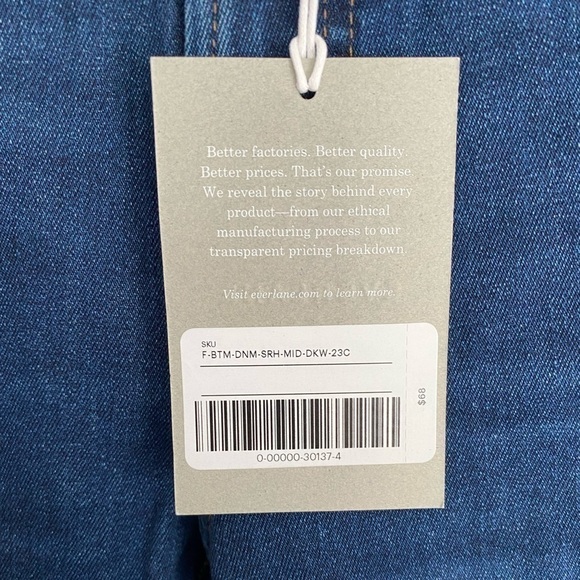 Better factories. Better quality.
Better prices. That's our promise.
We reveal the story behind every
product—from our ethical
manufacturing process to our
transparent pricing breakdown.
Visit everlane.com to learn more.
SKU
F-BTM-DNM-SRH-MID-DKW-23C
$68
0-00000-30137-4